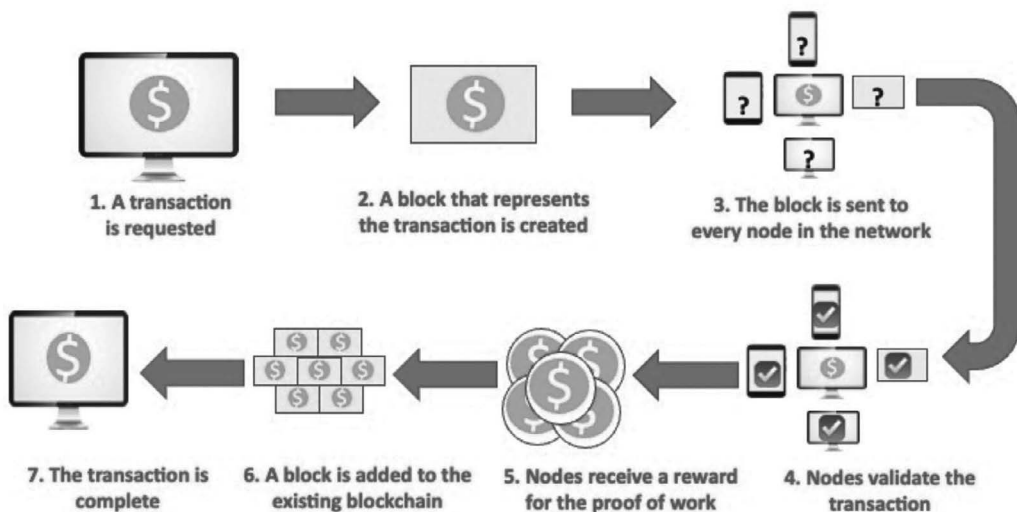 $
$
?
?
$
?
?
1. A transaction
is requested
2. A block that represents
the transaction is created
3. The block is sent to
every node in the network
$
$
$
$
$
$
$
$
$
$
$
$
$
$
7. The transaction is
complete
6. A block is added to the
existing blockchain
5. Nodes receive a reward
for the proof of work
4. Nodes validate the
transaction